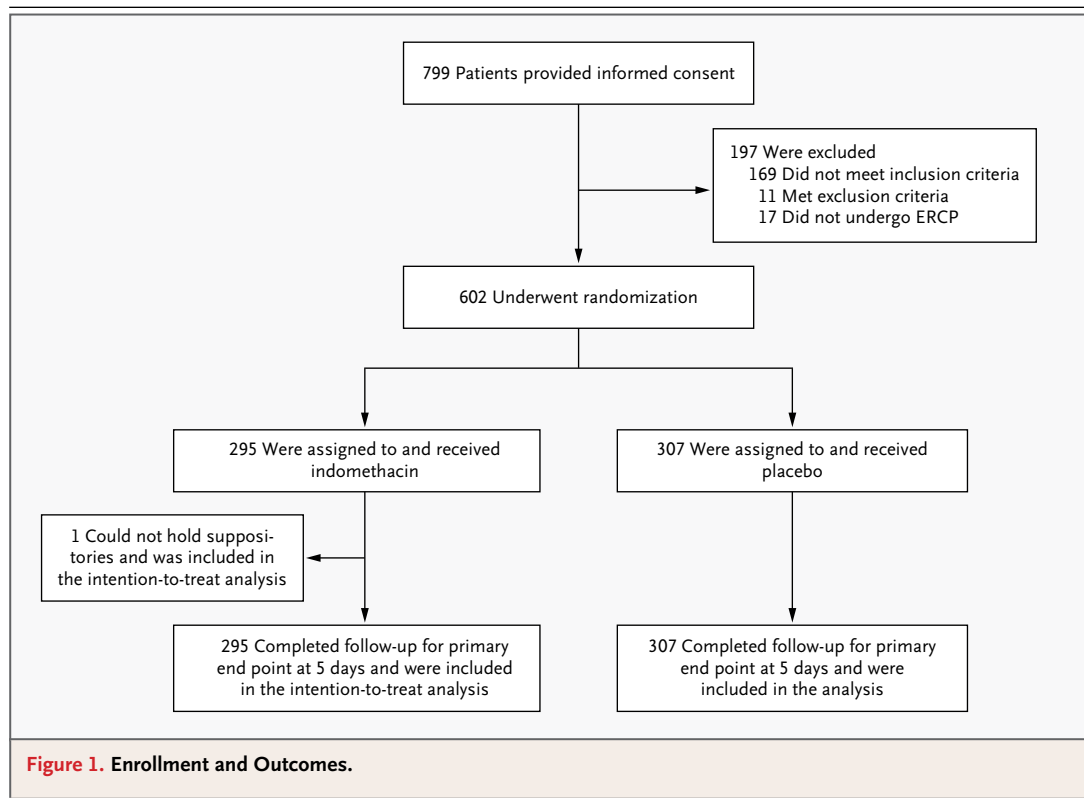 799 Patients provided informed consent
197 Were excluded
169 Did not meet inclusion criteria
11 Met exclusion criteria
17 Did not undergo ERCP
602 Underwent randomization
295 Were assigned to and received
indomethacin
307 Were assigned to and received
placebo
1 Could not hold supposi-
tories and was included in
the intention-to-treat analysis
295 Completed follow-up for primary
end point at 5 days and were included
in the intention-to-treat analysis
307 Completed follow-up for primary
end point at 5 days and were
included in the analysis
Figure 1. Enrollment and Outcomes.